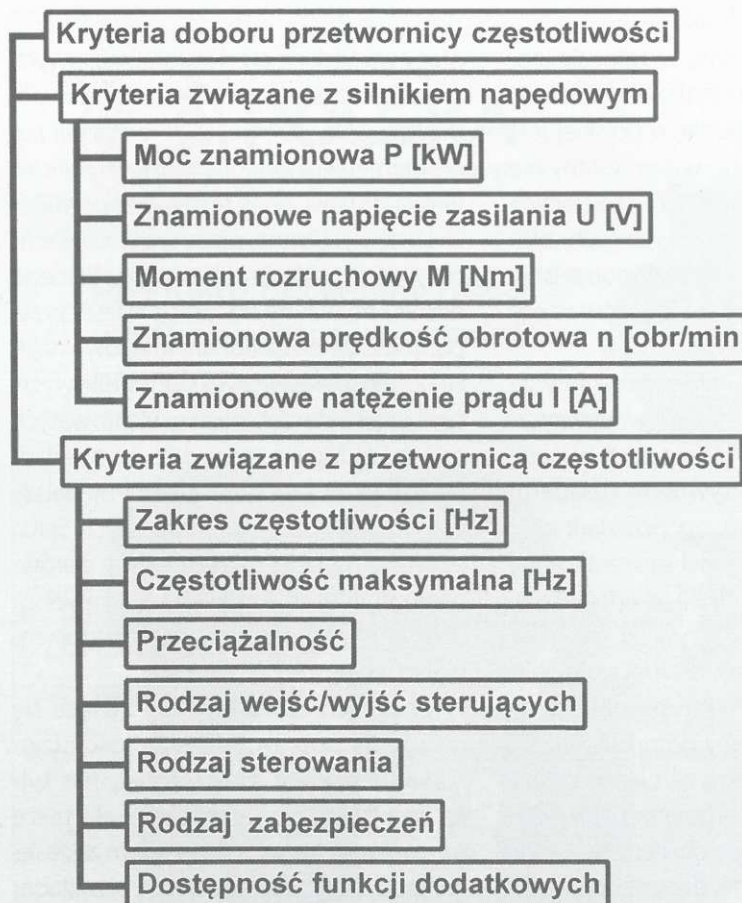 Kryteria doboru przetwornicy częstotliwości
Kryteria związane z silnikiem napędowym
Moc znamionowa P [kW]
Znamionowe napięcie zasilania U [V]
Moment rozruchowy M [Nm]
Znamionowa prędkość obrotowa n [obr/min
Znamionowe natężenie prądu I [A]
Kryteria związane z przetwornicą częstotliwości
Zakres częstotliwości [Hz]
Częstotliwość maksymalna [Hz]
Przeciążalność
Rodzaj wejść/wyjść sterujących
Rodzaj sterowania
Rodzaj zabezpieczeń
Dostępność funkcji dodatkowych